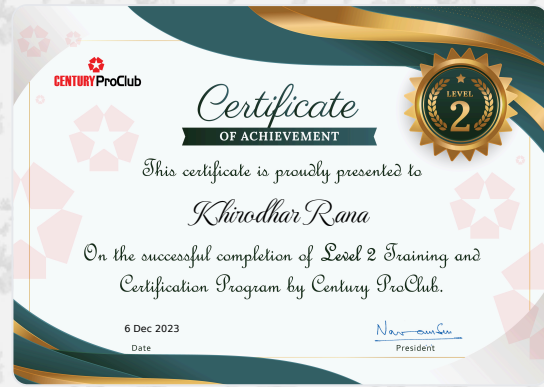 CENTURY ProClub
LEVEL
2
Certificate
OF ACHIEVEMENT
This certificate is proudly presented to
Khirodhar Rana
On the successful completion of Level 2 Training and
Certification Program by Century ProClub.
6 Dec 2023
Date
President